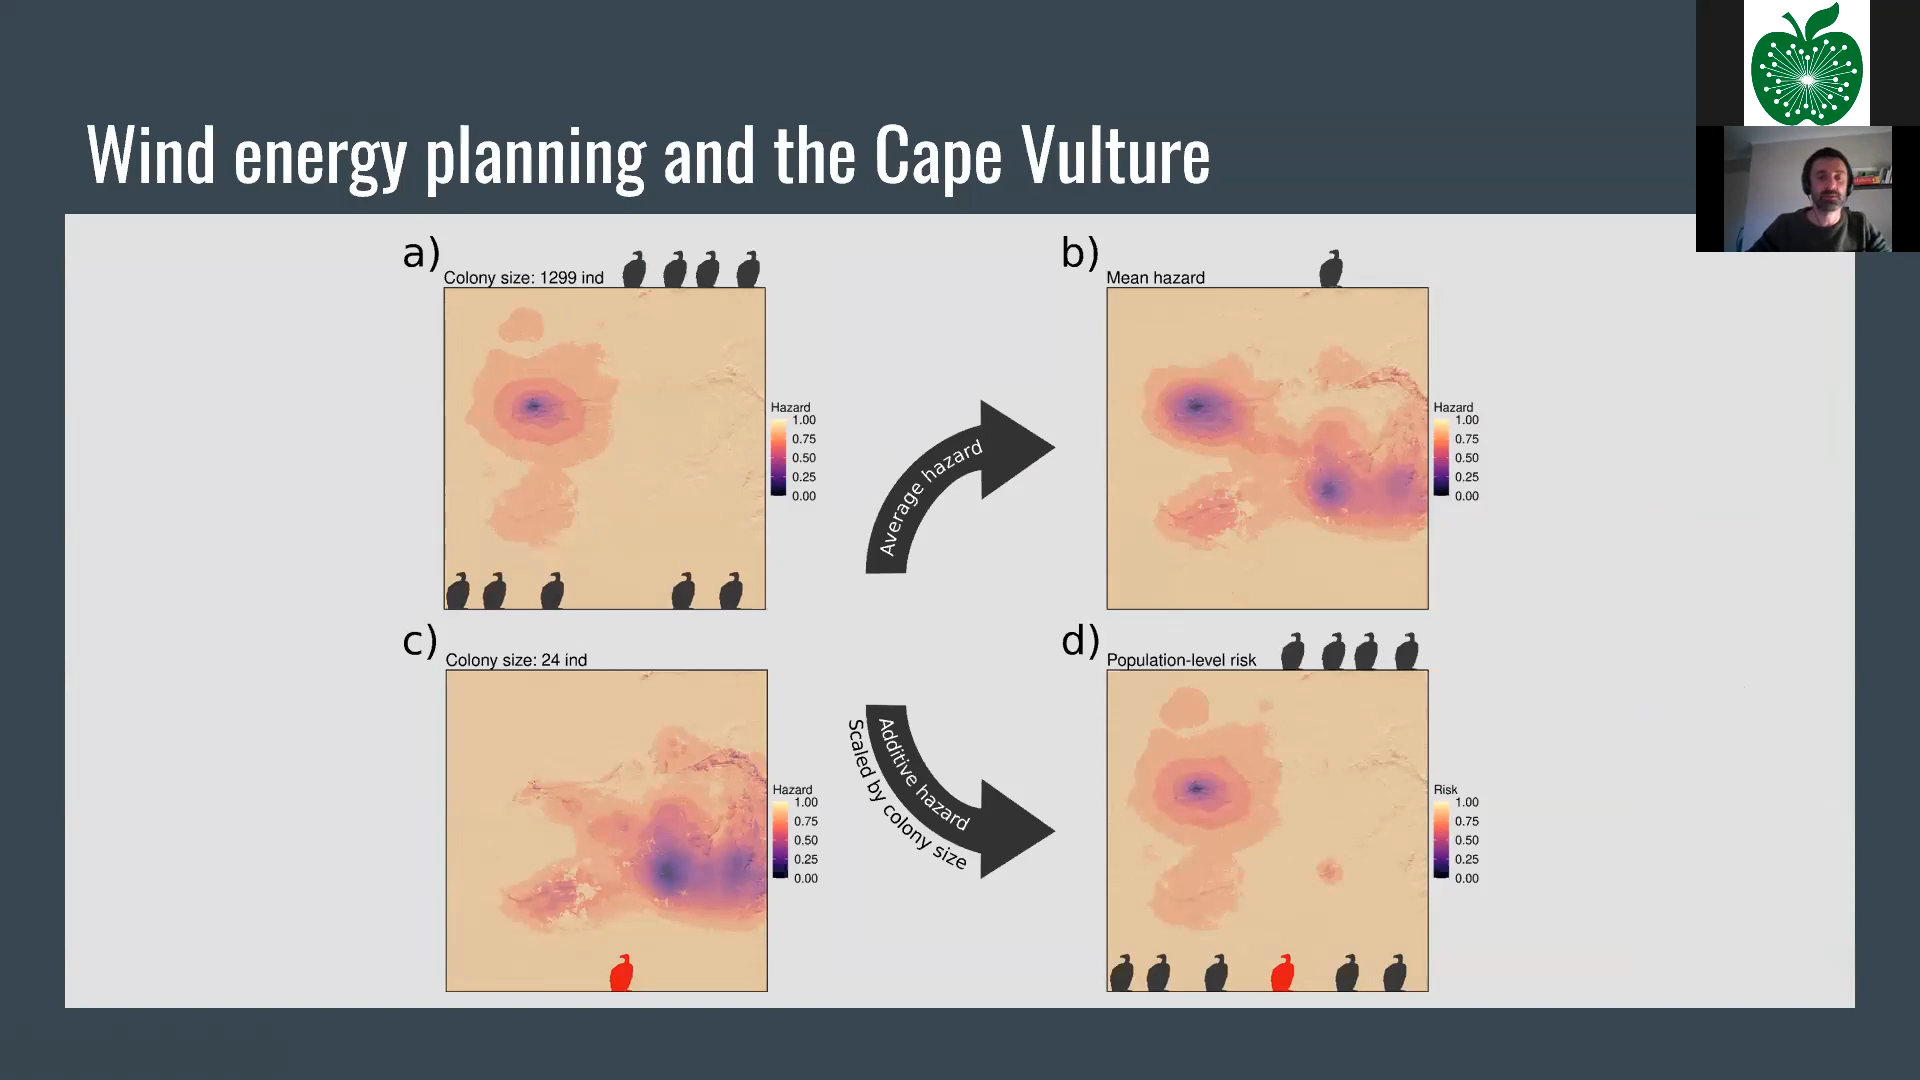 Wind energy planning and the Cape Vulture
a)
Colony size: 1299 ind
Hazard
1.00
0.75
0.50
0.25
0.00
b)
Mean hazard
Hazard
1.00
0.75
0.50
0.25
0.00
Average hazard
c)
Colony size: 24 ind
Hazard
1.00
0.75
0.50
0.25
0.00
Additive hazard
Scaled by colony size
d)
Population-level risk
Risk
1.00
0.75
0.50
0.25
0.00